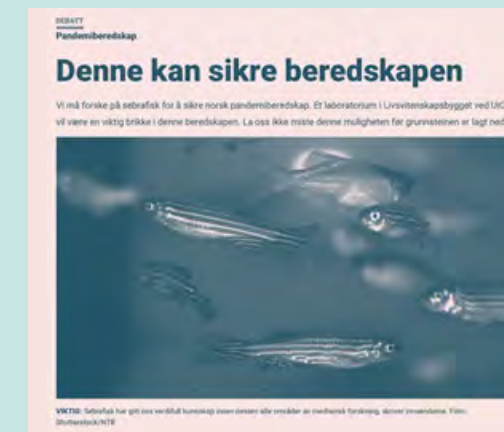 DEBATT
Pandemiberedskap
Denne kan sikre beredskapen
Vi må forske på sebrafisk for å sikre norsk pandemiberedskap. Et laboratorium i Livsvitenskapsbygget ved UiO
vil være en viktig brikke i denne beredskapen. La oss ikke miste denne muligheten før grunnsteinen er lagt ned
VIKTIG: Sebrafisk har gitt oss verdifull kunnskap innen nesten alle områder av medisinsk forskning, skriver innsenderne. Foto:
Shutterstock/NTB